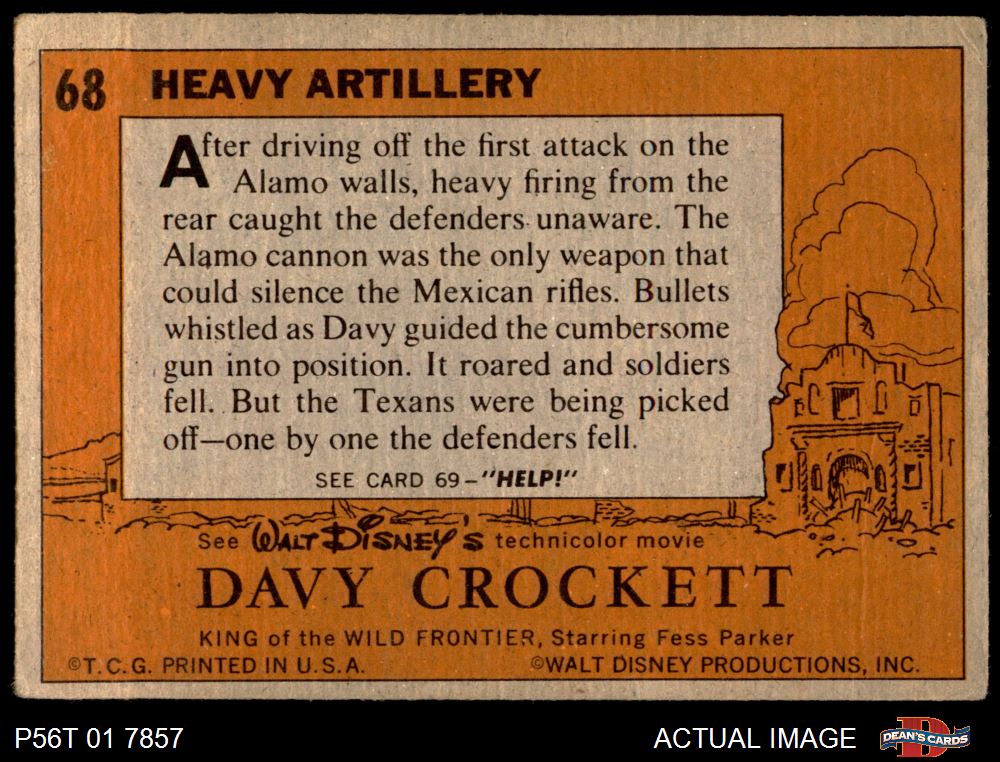 68 HEAVY ARTILLERY
After driving off the first attack on the
Alamo walls, heavy firing from the
rear caught the defenders unaware. The
Alamo cannon was the only weapon that
could silence the Mexican rifles. Bullets
whistled as Davy guided the cumbersome
gun into position. It roared and soldiers
fell. But the Texans were being picked
off—one by one the defenders fell.
SEE CARD 69–"HELP!"
See WALT DISNEY'S technicolor movie
DAVY CROCKETT
KING of the WILD FRONTIER, Starring Fess Parker
©T.C.G. PRINTED IN U.S.A. ©WALT DISNEY PRODUCTIONS, INC.
P56T 01 7857 ACTUAL IMAGE D DEAN'S CARDS